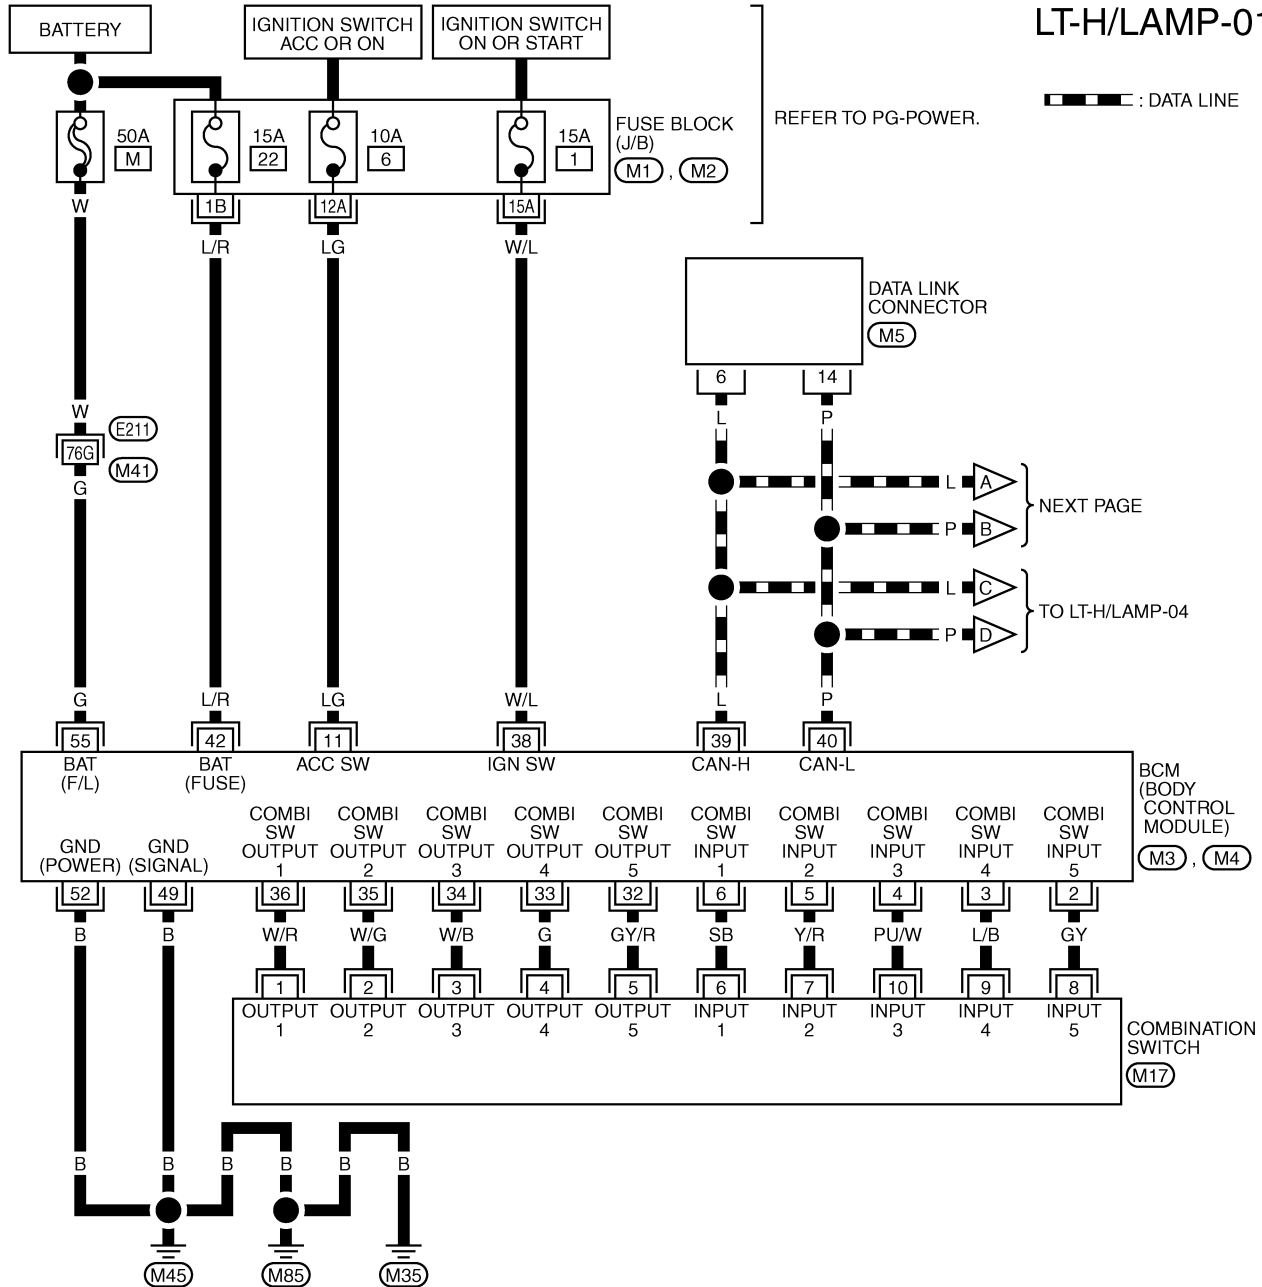 LT-H/LAMP-01
BATTERY
IGNITION SWITCH
ACC OR ON
IGNITION SWITCH
ON OR START
: DATA LINE
REFER TO PG-POWER.
50A
M
15A
22
10A
6
15A
1
FUSE BLOCK
(J/B)
M1 , M2
1B
12A
15A
W
L/R
LG
W/L
DATA LINK
CONNECTOR
M5
6
14
L
P
W
E211
76G
M41
G
L
A
P
B
NEXT PAGE
L
C
P
D
TO LT-H/LAMP-04
G
L/R
LG
W/L
L
P
55
42
11
38
39
40
BAT
(F/L)
BAT
(FUSE)
ACC SW
IGN SW
CAN-H
CAN-L
BCM
(BODY
CONTROL
MODULE)
M3 , M4
GND
(POWER)
GND
(SIGNAL)
COMBI
SW
OUTPUT
1
COMBI
SW
OUTPUT
2
COMBI
SW
OUTPUT
3
COMBI
SW
OUTPUT
4
COMBI
SW
OUTPUT
5
COMBI
SW
INPUT
1
COMBI
SW
INPUT
2
COMBI
SW
INPUT
3
COMBI
SW
INPUT
4
COMBI
SW
INPUT
5
52
49
36
35
34
33
32
6
5
4
3
2
B
B
W/R
W/G
W/B
G
GY/R
SB
Y/R
PU/W
L/B
GY
1
2
3
4
5
6
7
10
9
8
OUTPUT
1
OUTPUT
2
OUTPUT
3
OUTPUT
4
OUTPUT
5
INPUT
1
INPUT
2
INPUT
3
INPUT
4
INPUT
5
COMBINATION
SWITCH
M17
B
B
B
B
B
B
M45
M85
M35